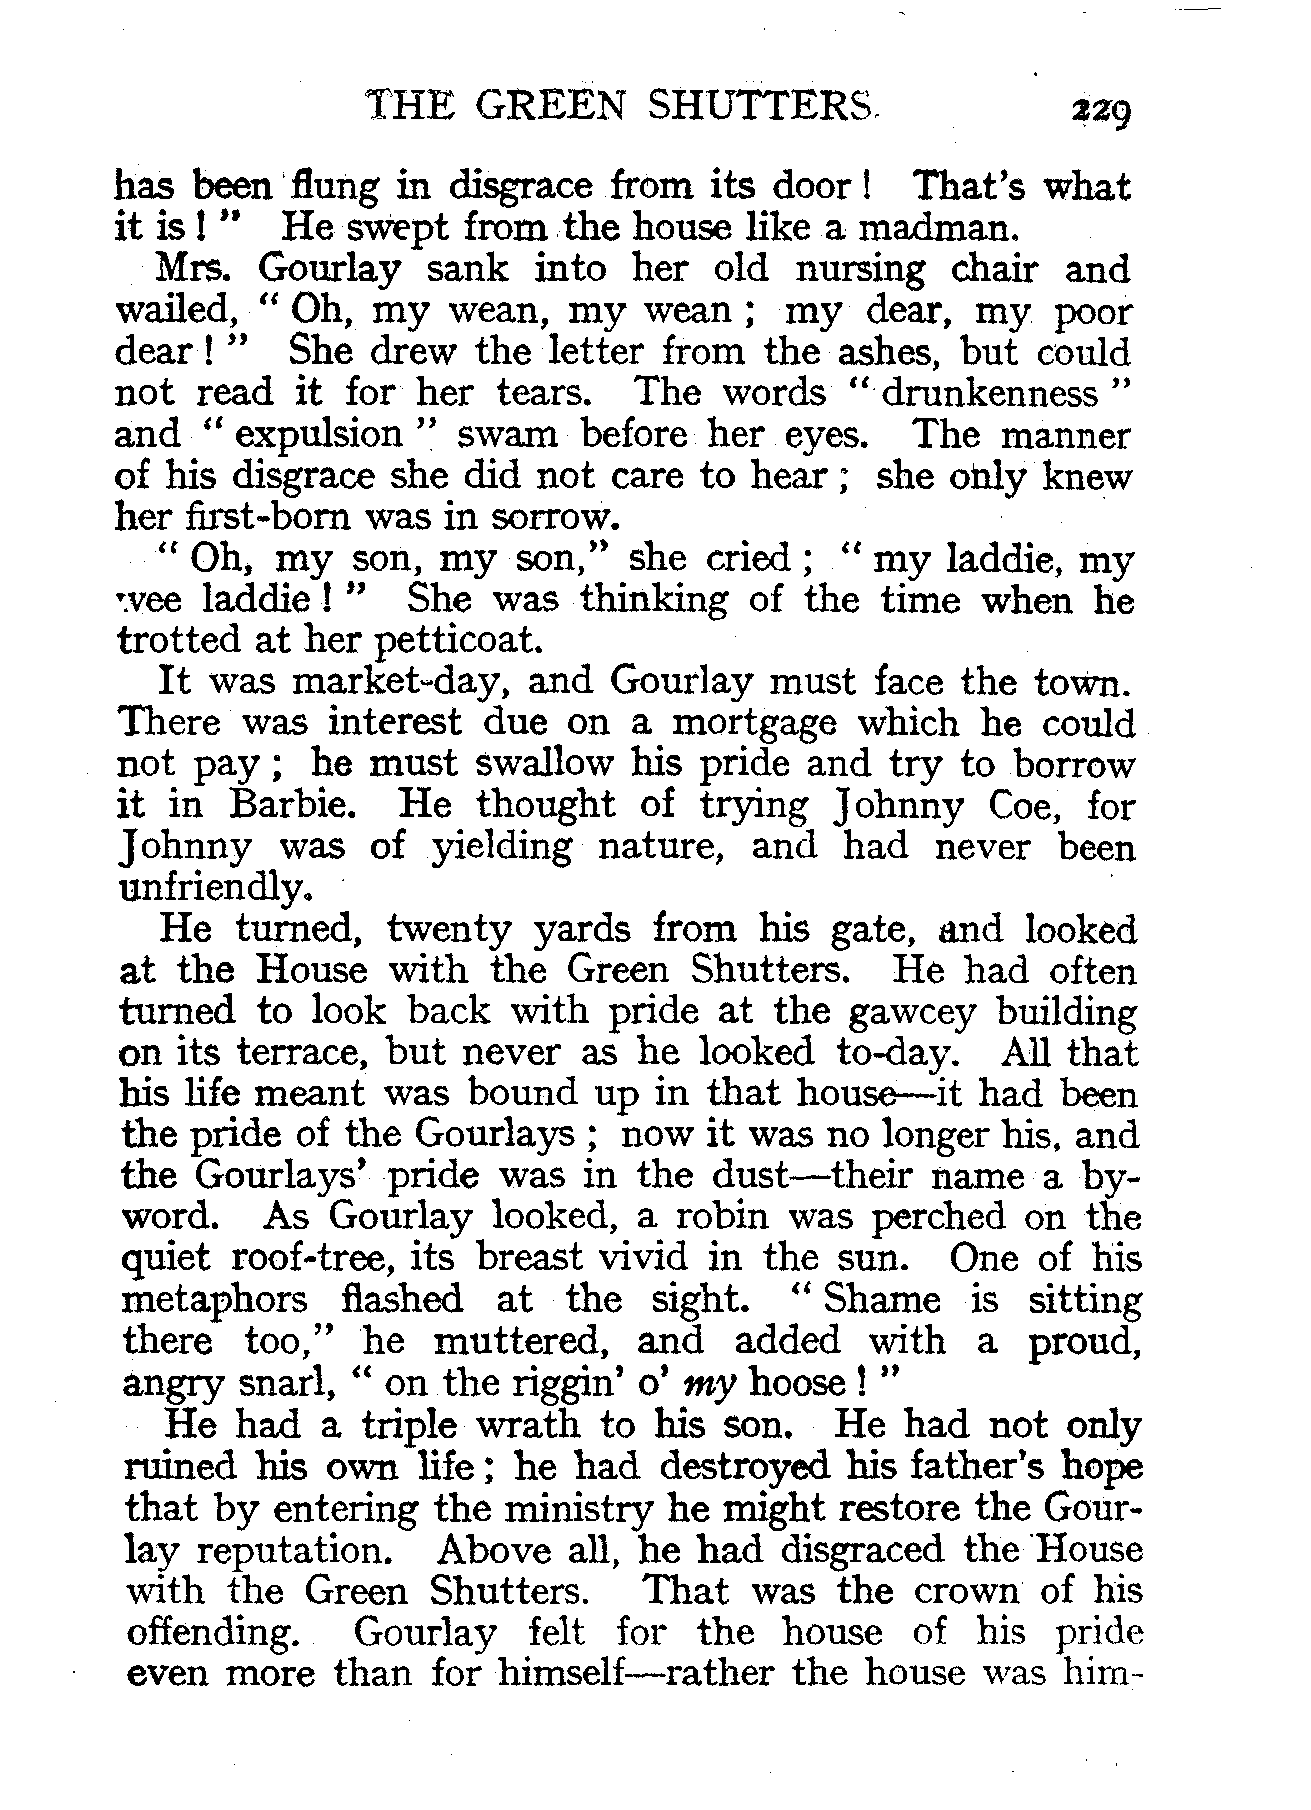 THE GREEN SHUTTERS. 229
has been flung in disgrace from its door! That's what
it is!" He swept from the house like a madman.
Mrs. Gourlay sank into her old nursing chair and
wailed, "Oh, my wean, my wean; my dear, my poor
dear!" She drew the letter from the ashes, but could
not read it for her tears. The words "drunkenness"
and "expulsion" swam before her eyes. The manner
of his disgrace she did not care to hear; she only knew
her first-born was in sorrow.
"Oh, my son, my son," she cried; "my laddie, my
wee laddie!" She was thinking of the time when he
trotted at her petticoat.
It was market-day, and Gourlay must face the town.
There was interest due on a mortgage which he could
not pay; he must swallow his pride and try to borrow
it in Barbie. He thought of trying Johnny Coe, for
Johnny was of yielding nature, and had never been
unfriendly.
He turned, twenty yards from his gate, and looked
at the House with the Green Shutters. He had often
turned to look back with pride at the gawcey building
on its terrace, but never as he looked to-day. All that
his life meant was bound up in that house—it had been
the pride of the Gourlays; now it was no longer his, and
the Gourlays' pride was in the dust—their name a by-
word. As Gourlay looked, a robin was perched on the
quiet roof-tree, its breast vivid in the sun. One of his
metaphors flashed at the sight. "Shame is sitting
there too," he muttered, and added with a proud,
angry snarl, "on the riggin' o' my hoose!"
He had a triple wrath to his son. He had not only
ruined his own life; he had destroyed his father's hope
that by entering the ministry he might restore the Gour-
lay reputation. Above all, he had disgraced the House
with the Green Shutters. That was the crown of his
offending. Gourlay felt for the house of his pride
even more than for himself—rather the house was him-